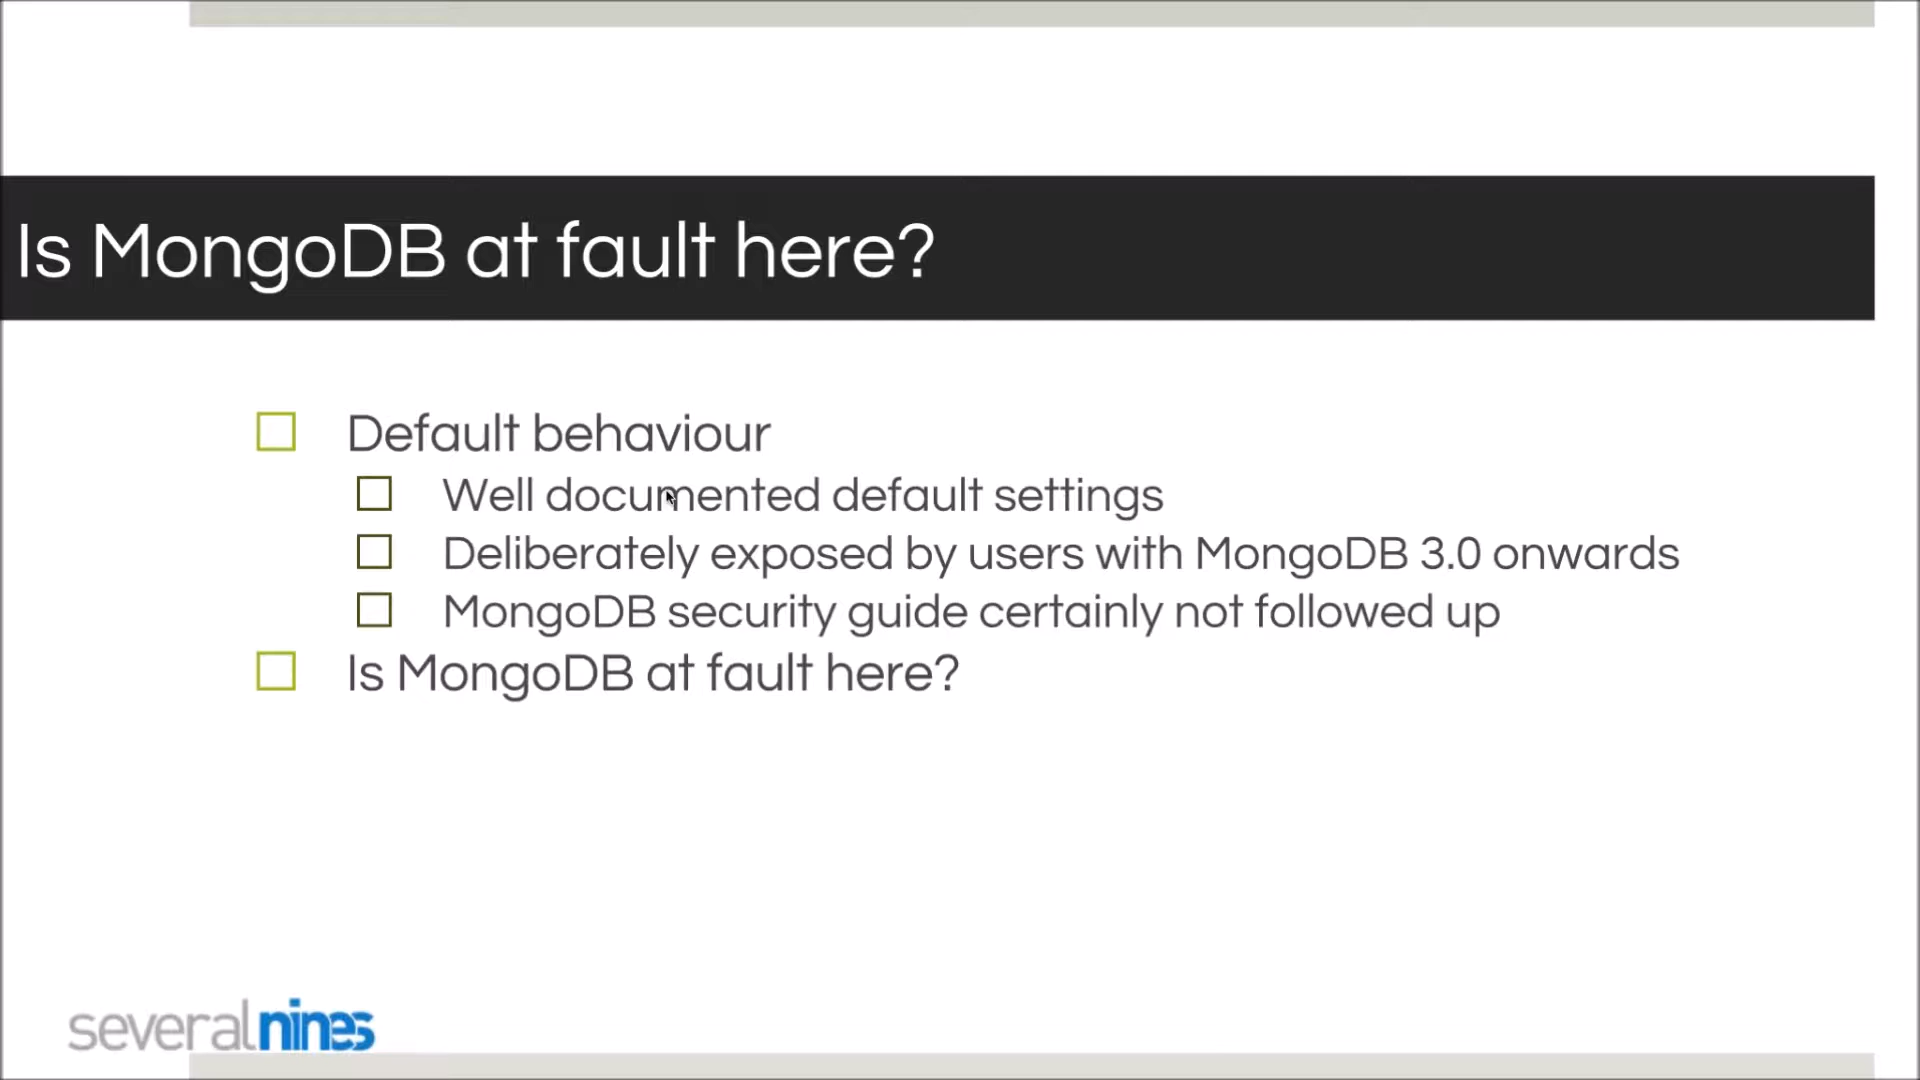 Is MongoDB at fault here?
Default behaviour
Well documented default settings
Deliberately exposed by users with MongoDB 3.0 onwards
MongoDB security guide certainly not followed up
Is MongoDB at fault here?
severalnines